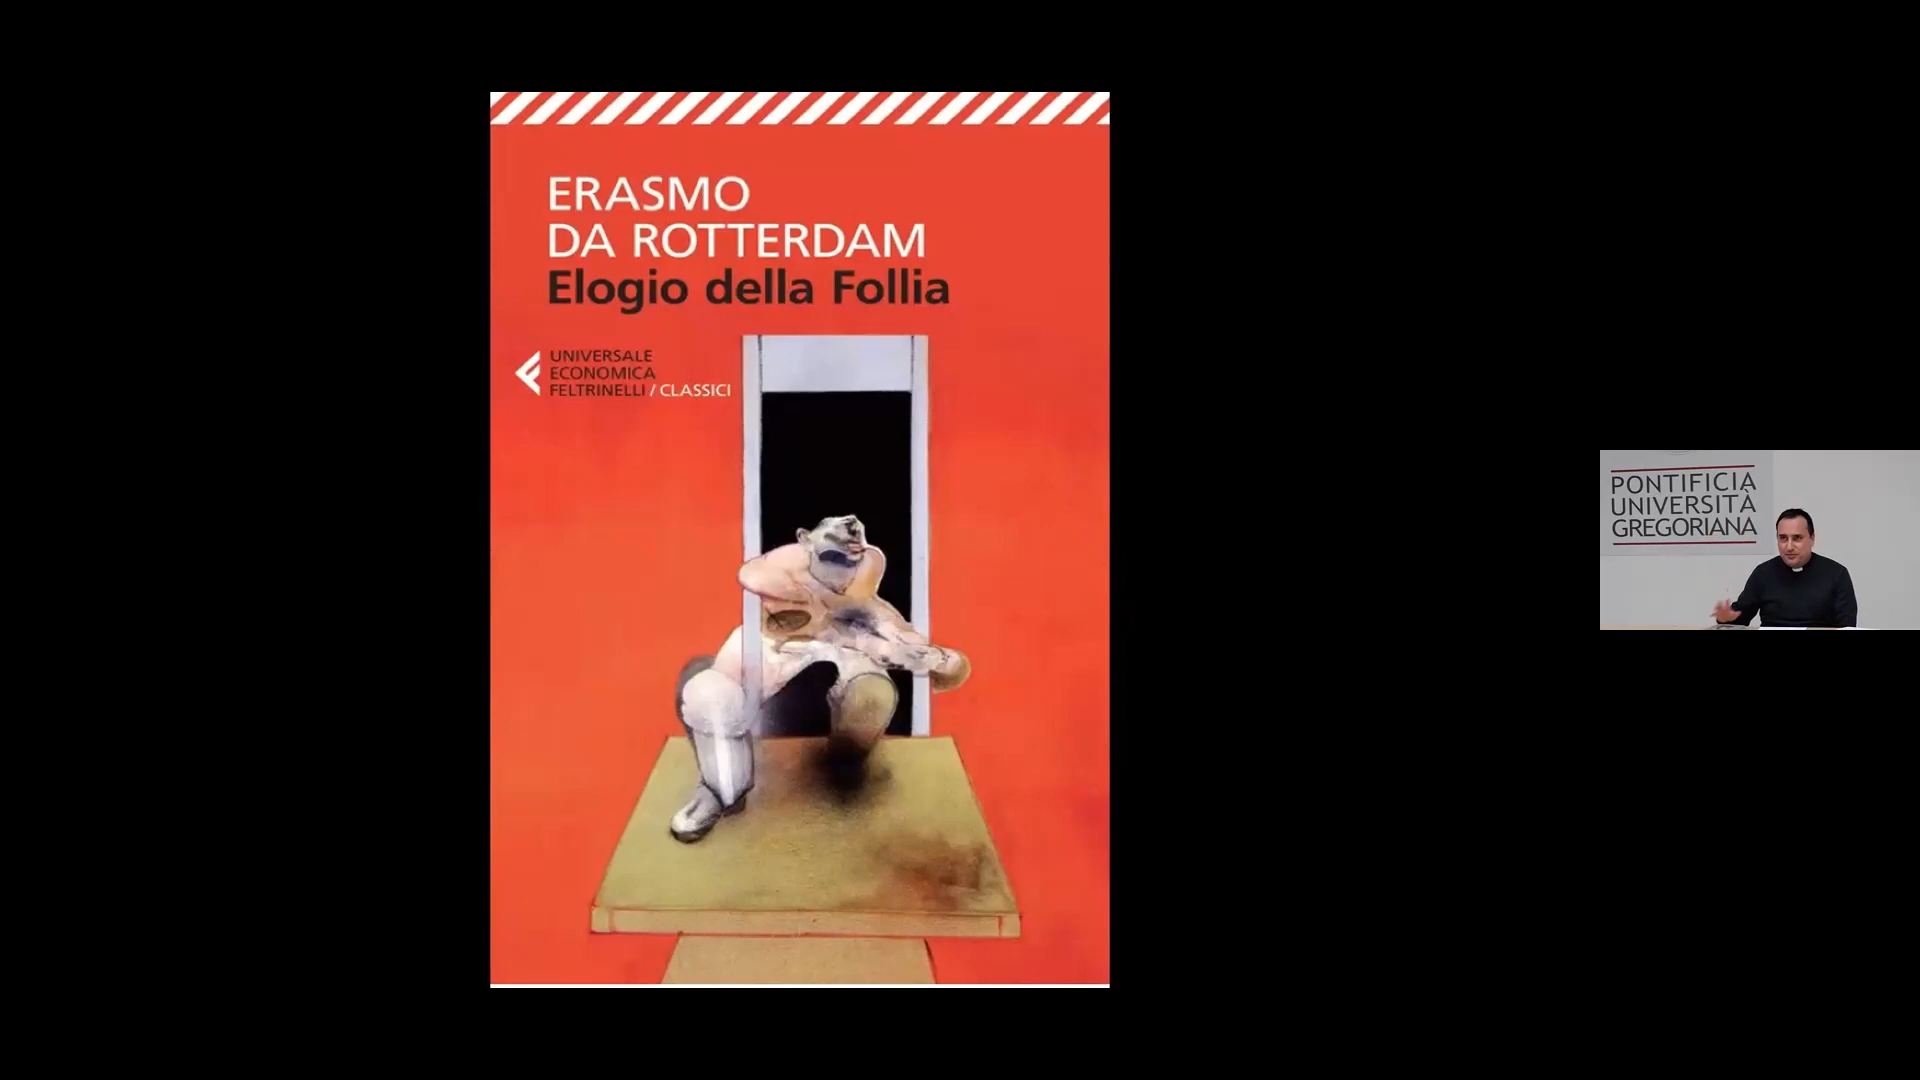 ERASMO
DA ROTTERDAM
Elogio della Follia
UNIVERSALE
ECONOMICA
FELTRINELLI / CLASSICI
PONTIFICIA
UNIVERSITÀ
GREGORIANA